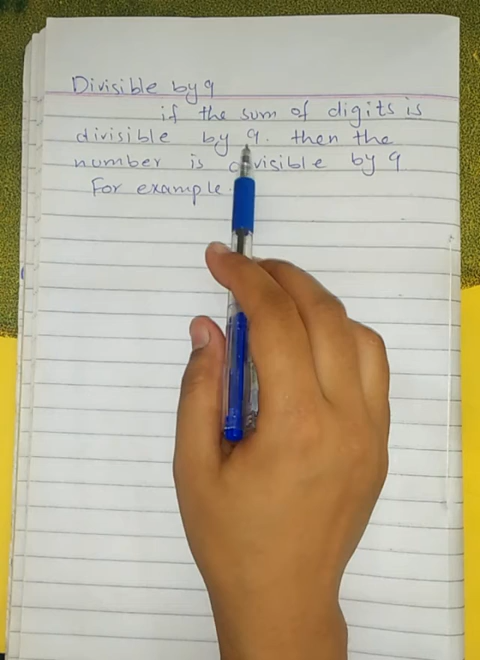 Divisible by 9
if the sum of digits is
divisible by 9. then the
number is divisible by 9
For example.